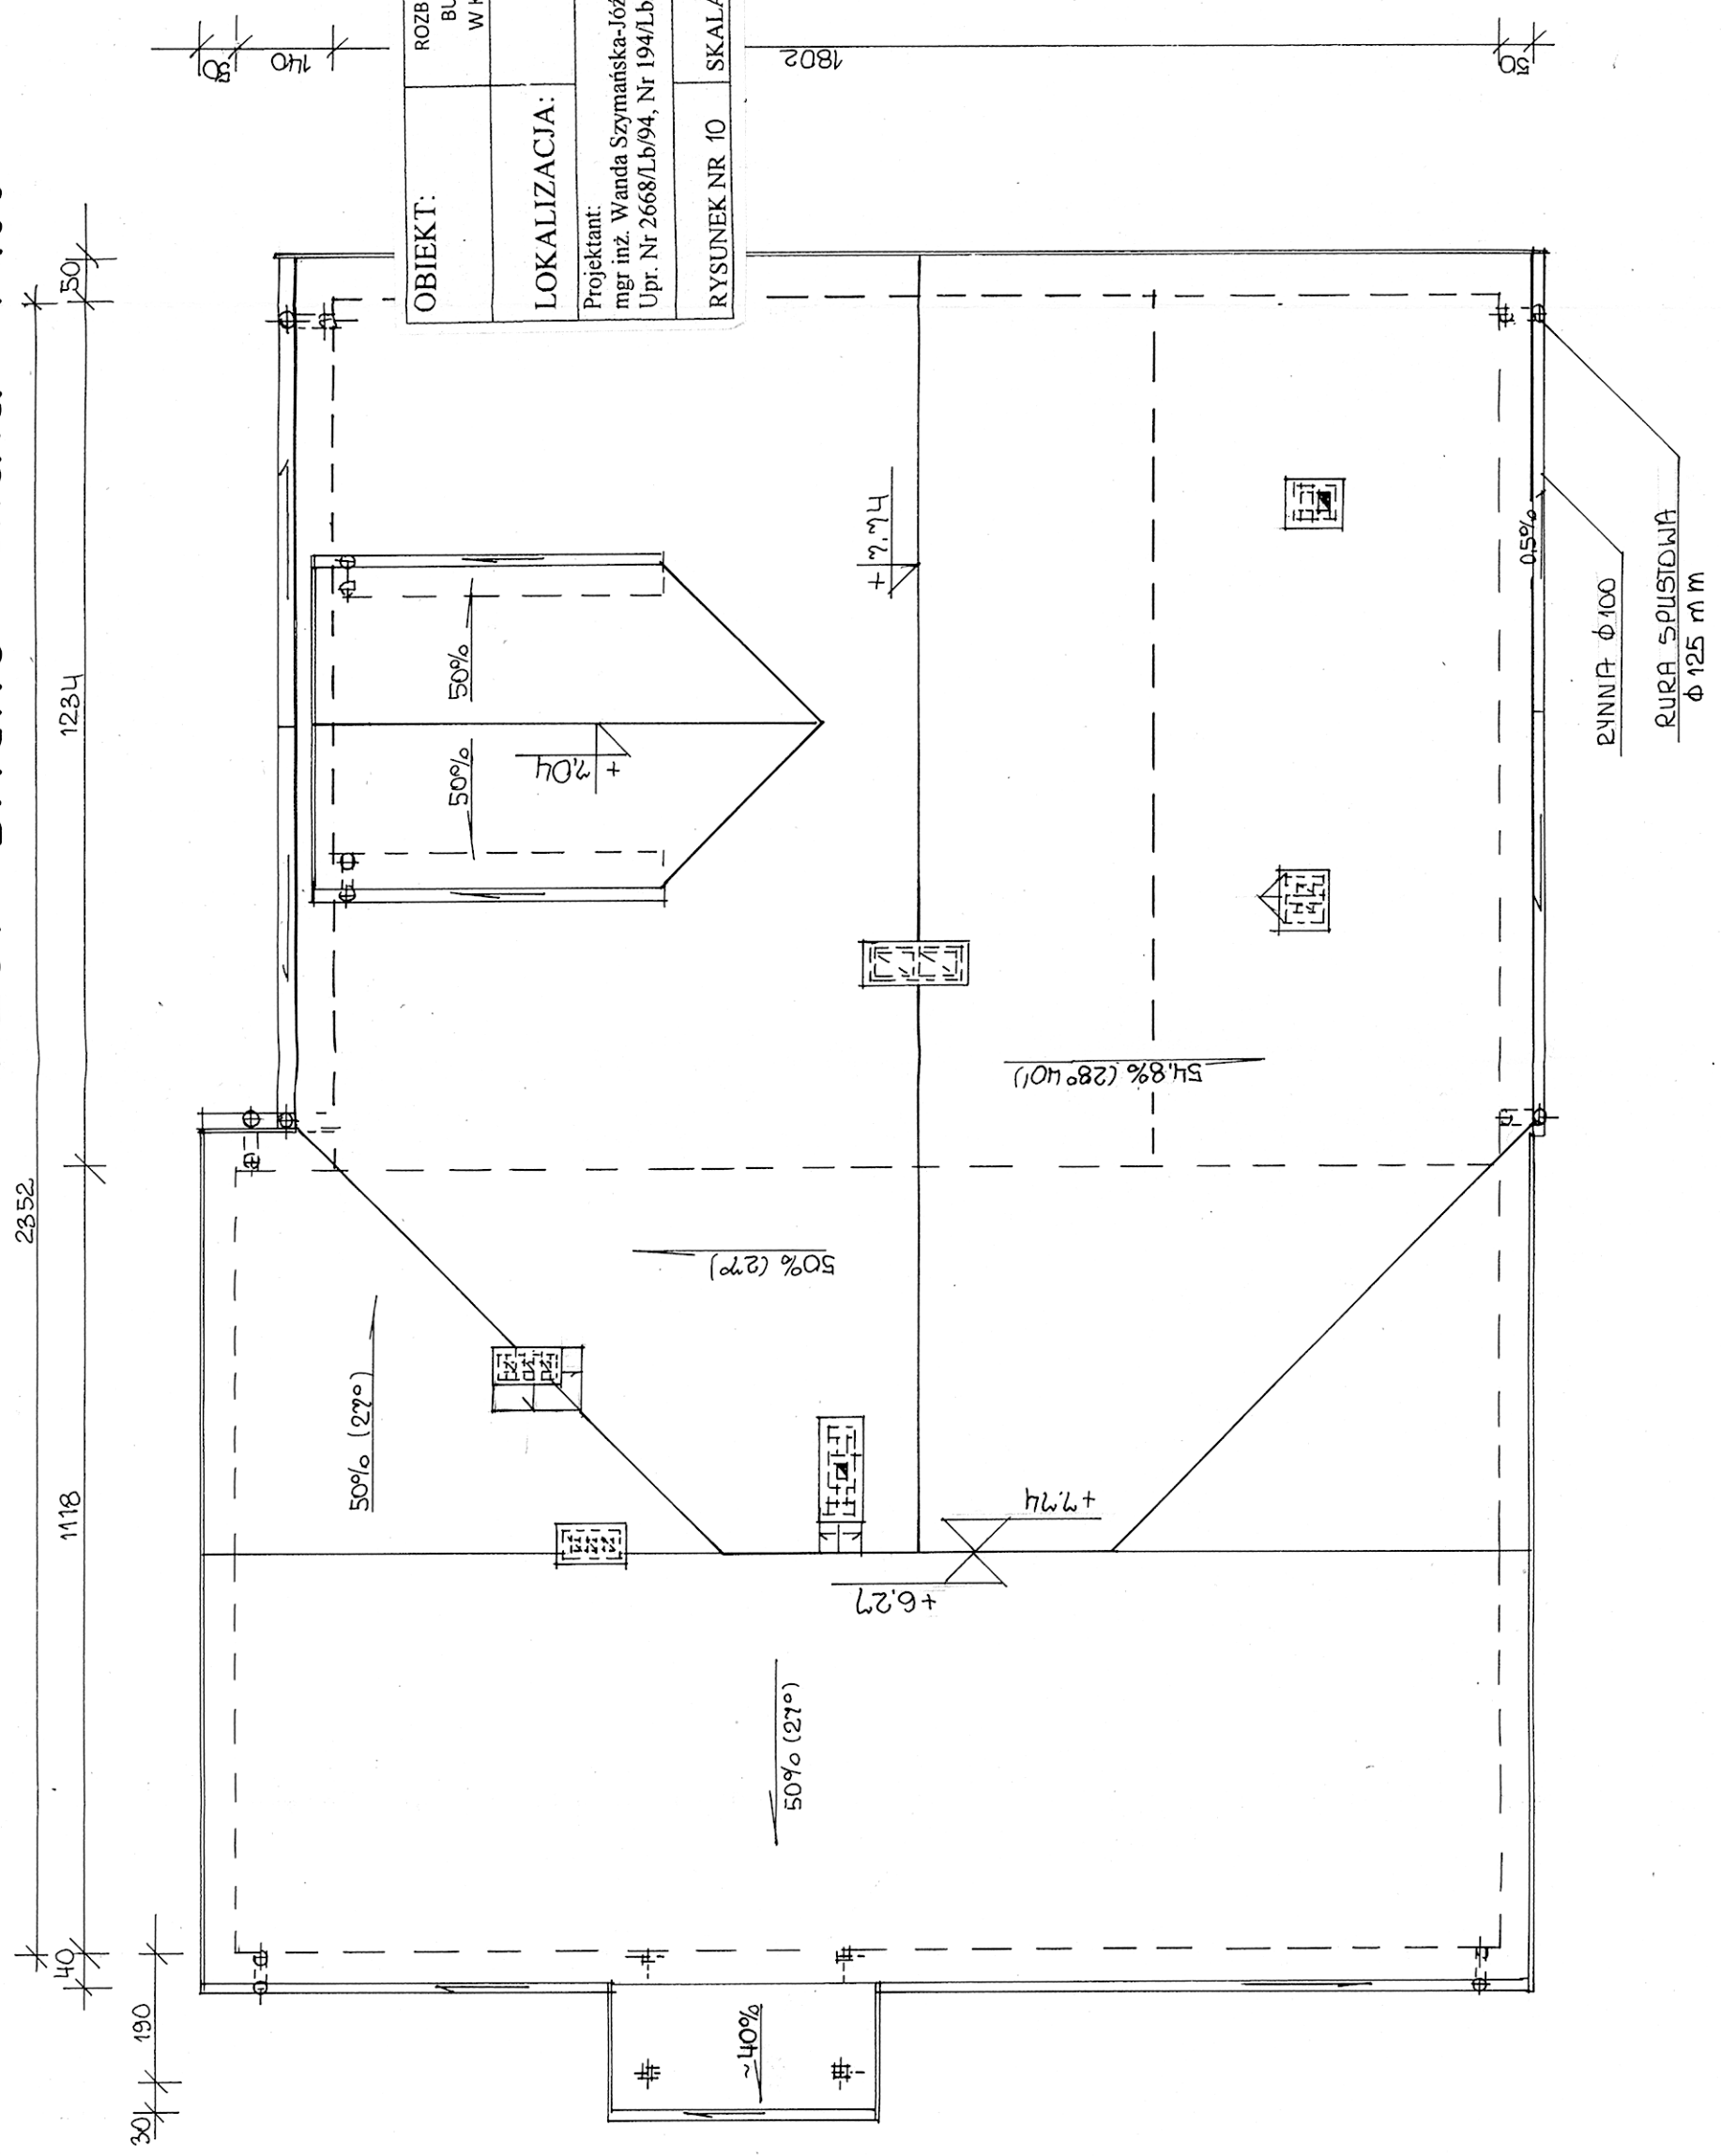 2352
40
1118
1234
50
30
190
50
140
1802
50
OBIEKT:
ROZB
BU
W K
LOKALIZACJA:
Projektant:
mgr inż. Wanda Szymańska-Józ
Upr. Nr 2668/Lb/94, Nr 194/Lb
RYSUNEK NR 10
SKALA
50%
50%
+7,04
+7.74
54,8% (28°40')
50% (27°)
50% (27°)
+7.74
+6,27
50% (27°)
~40%
0,5%
RYNNA ϕ100
RURA SPUSTOWA
ϕ125 mm